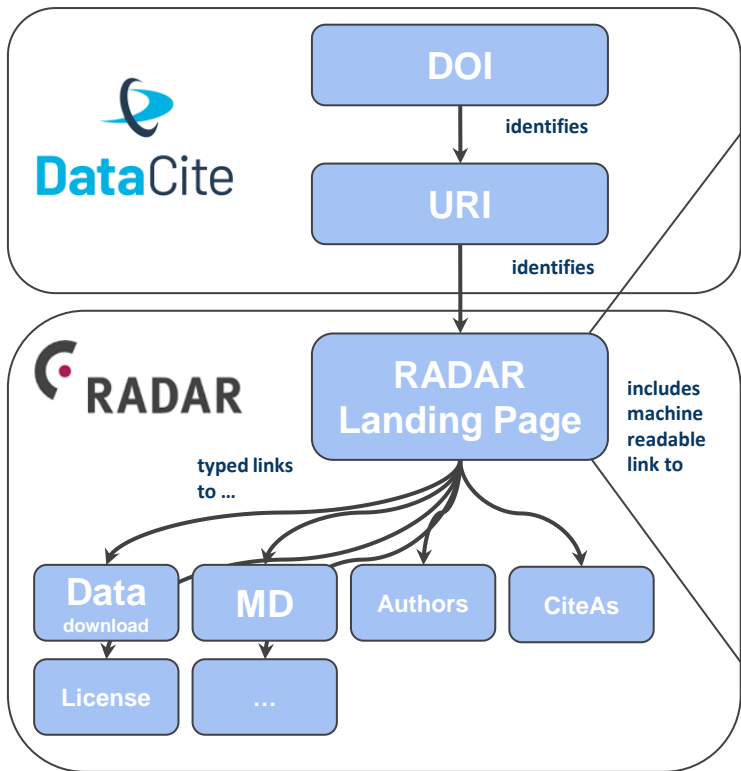 DOI
identifies
DataCite
URI
identifies
RADAR
RADAR
Landing Page
includes
machine
readable
link to
typed links
to ...
Data
download
MD
Authors
CiteAs
License
...